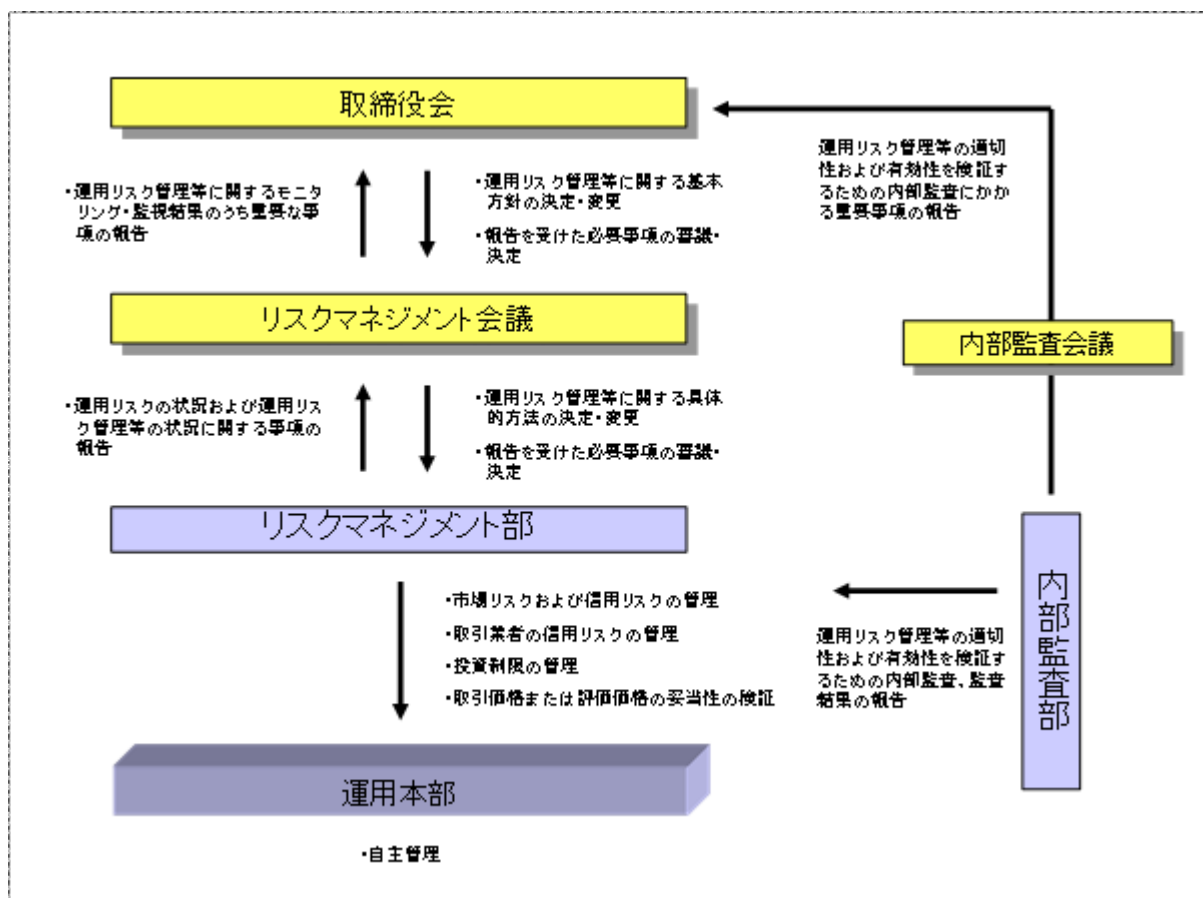 取締役会
・運用リスク管理等に関するモニタ
リング・監視結果のうち重要な事
項の報告
・運用リスク管理等に関する基本
方針の決定・変更
・報告を受けた必要事項の審議・
決定
運用リスク管理等の適切
性および有効性を検証す
るための内部監査にかか
る重要事項の報告
リスクマネジメント会議
内部監査会議
・運用リスクの状況および運用リス
ク管理等の状況に関する事項の
報告
・運用リスク管理等に関する具体
的方法の決定・変更
・報告を受けた必要事項の審議・
決定
リスクマネジメント部
内部監査部
・市場リスクおよび信用リスクの管理
・取引業者の信用リスクの管理
・投資制限の管理
・取引価格または評価価格の妥当性の検証
運用リスク管理等の適切
性および有効性を検証す
るための内部監査、監査
結果の報告
運用本部
・自主管理